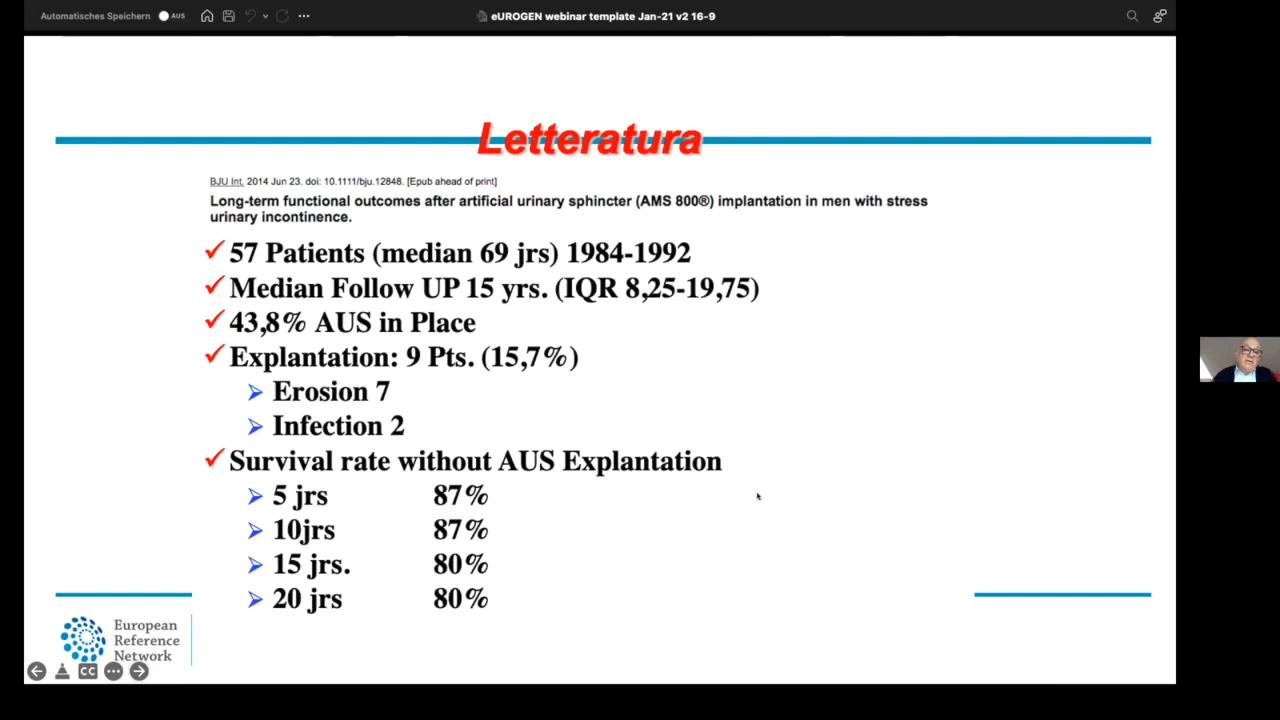 Automatisches Speichern AUS
eUROGEN webinar template Jan-21 v2 16-9
Letteratura
BJU Int. 2014 Jun 23. doi: 10.1111/bju.12848. [Epub ahead of print]
Long-term functional outcomes after artificial urinary sphincter (AMS 800®) implantation in men with stress
urinary incontinence.
57 Patients (median 69 jrs) 1984-1992
Median Follow UP 15 yrs. (IQR 8,25-19,75)
43,8% AUS in Place
Explantation: 9 Pts. (15,7%)
Erosion 7
Infection 2
Survival rate without AUS Explantation
5 jrs 87%
10jrs 87%
15 jrs. 80%
20 jrs 80%
European
Reference
Network
CC